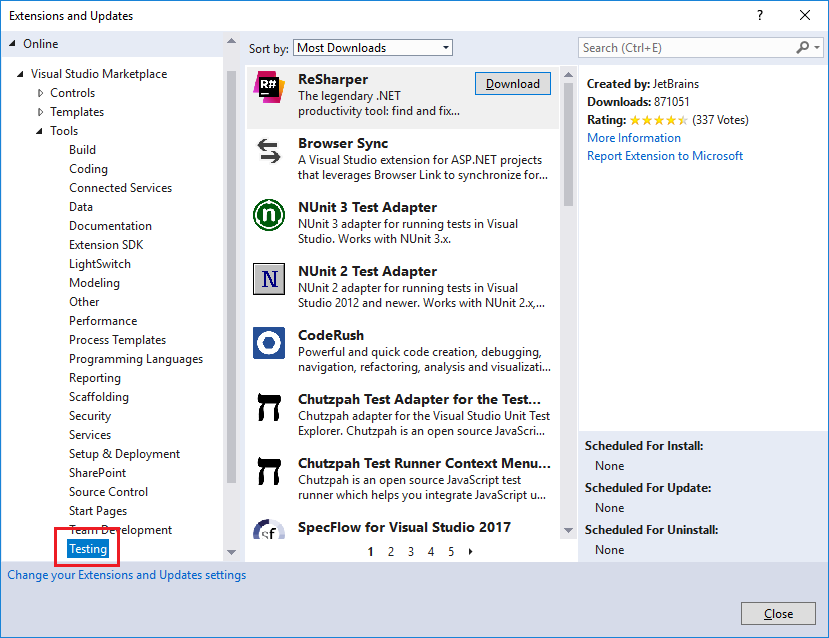 Extensions and Updates
?
Online
Visual Studio Marketplace
Controls
Templates
Tools
Build
Coding
Connected Services
Data
Documentation
Extension SDK
LightSwitch
Modeling
Other
Performance
Process Templates
Programming Languages
Reporting
Scaffolding
Security
Services
Setup & Deployment
SharePoint
Source Control
Start Pages
Team Development
Testing
Change your Extensions and Updates settings
Sort by: Most Downloads
R#
ReSharper
Download
The legendary .NET
productivity tool: find and fix...
Browser Sync
A Visual Studio extension for ASP.NET projects
that leverages Browser Link to synchronize for...
n
NUnit 3 Test Adapter
NUnit 3 adapter for running tests in Visual
Studio. Works with NUnit 3.x.
N
NUnit 2 Test Adapter
NUnit 2 adapter for running tests in Visual
Studio 2012 and newer. Works with NUnit 2.x,...
CodeRush
Powerful and quick code creation, debugging,
navigation, refactoring, analysis and visualizati...
ת
Chutzpah Test Adapter for the Test...
Chutzpah adapter for the Visual Studio Unit Test
Explorer. Chutzpah is an open source JavaScri...
ת
Chutzpah Test Runner Context Menu...
Chutzpah is an open source JavaScript test
runner which helps you integrate JavaScript u...
sf
SpecFlow for Visual Studio 2017
1 2 3 4 5
Search (Ctrl+E)
Created by: JetBrains
Downloads: 871051
Rating: (337 Votes)
More Information
Report Extension to Microsoft
Scheduled For Install:
None
Scheduled For Update:
None
Scheduled For Uninstall:
None
Close